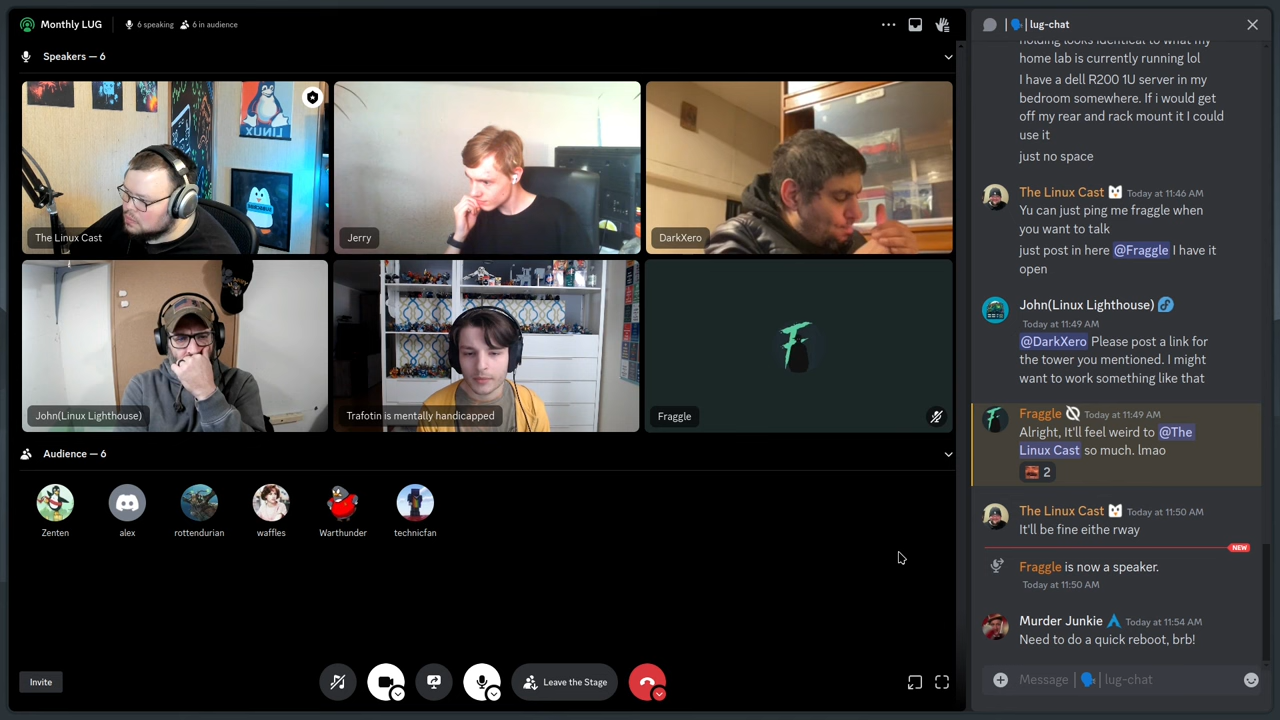 Monthly LUG
6 speaking
6 in audience
Speakers — 6
LINUX
The Linux Cast
Jerry
DarkXero
John(Linux Lighthouse)
Trafotin is mentally handicapped
Fraggle
Audience — 6
Zenten
alex
rottendurian
waffles
Warthunder
technicfan
Invite
Leave the Stage
| 🗣️ | lug-chat
holding looks identical to what my
home lab is currently running lol
I have a dell R200 1U server in my
bedroom somewhere. If i would get
off my rear and rack mount it I could
use it
just no space
The Linux Cast Today at 11:46 AM
Yu can just ping me fraggle when
you want to talk
just post in here @Fraggle I have it
open
John(Linux Lighthouse)
Today at 11:49 AM
@DarkXero Please post a link for
the tower you mentioned. I might
want to work something like that
Fraggle Today at 11:49 AM
Alright, It'll feel weird to @The
Linux Cast so much. lmao
2
The Linux Cast Today at 11:50 AM
It'll be fine eithe rway
NEW
Fraggle is now a speaker.
Today at 11:50 AM
Murder Junkie Today at 11:54 AM
Need to do a quick reboot, brb!
Message | 🗣️ | lug-chat